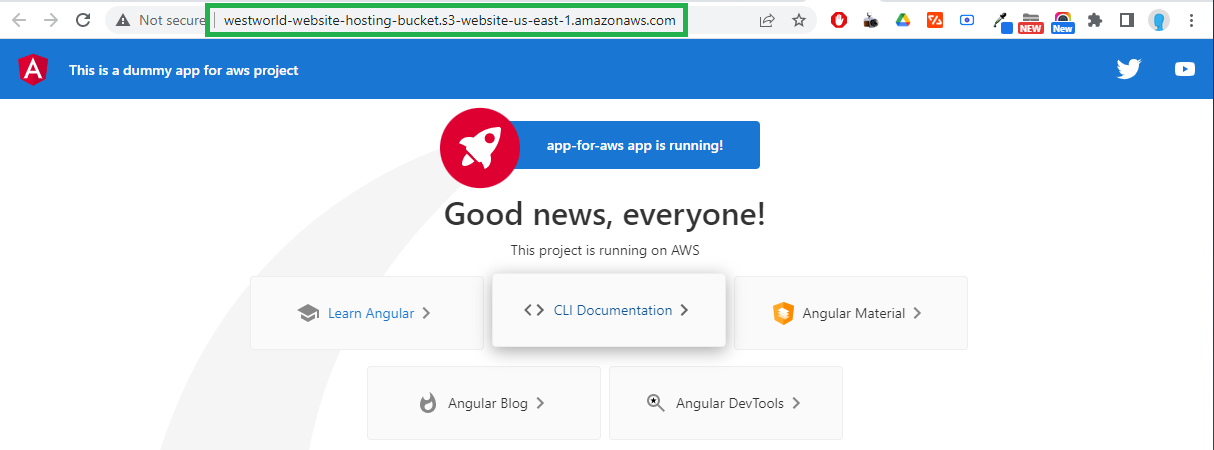 Not secure westworld-website-hosting-bucket.s3-website-us-east-1.amazonaws.com
NEW New
This is a dummy app for aws project
app-for-aws app is running!
Good news, everyone!
This project is running on AWS
Learn Angular CLI Documentation Angular Material
Angular Blog Angular DevTools